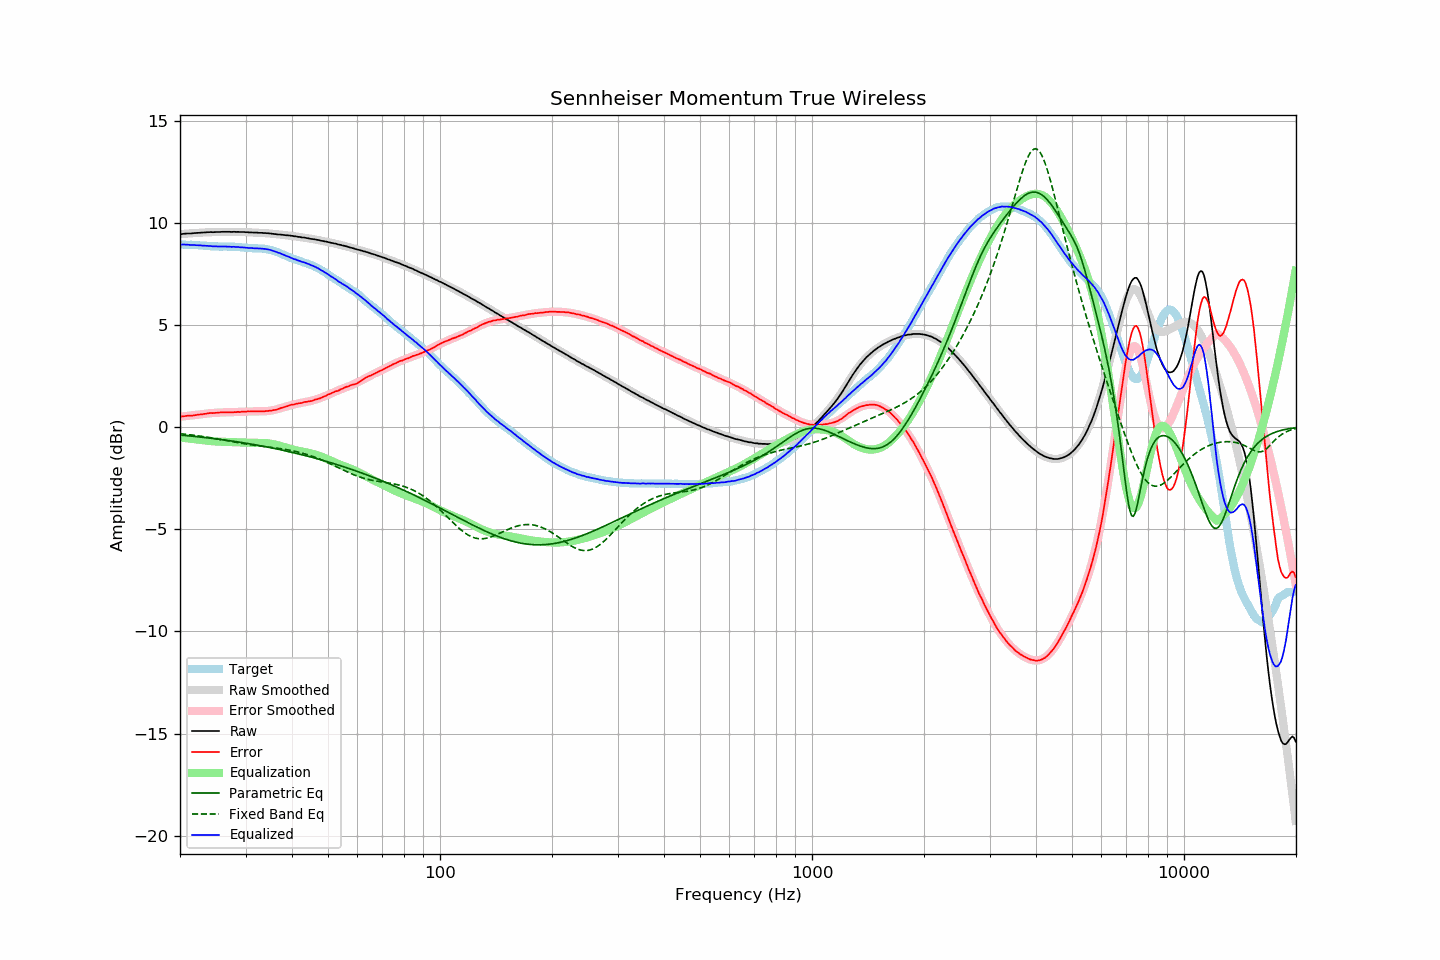 Sennheiser Momentum True Wireless
Amplitude (dBr)
15
10
5
0
−5
−10
−15
−20
Target
Raw Smoothed
Error Smoothed
Raw
Error
Equalization
Parametric Eq
Fixed Band Eq
Equalized
100
1000
10000
Frequency (Hz)